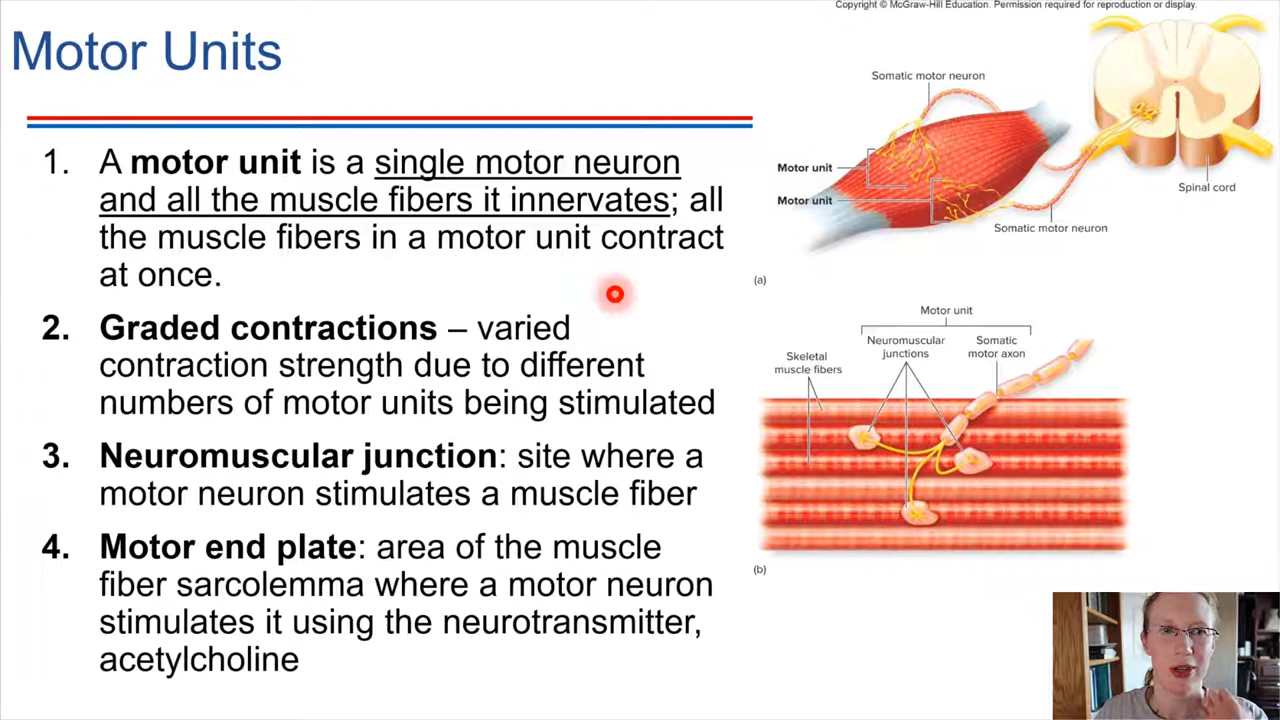 Copyright © McGraw-Hill Education. Permission required for reproduction or display.
Motor Units
1. A motor unit is a single motor neuron
and all the muscle fibers it innervates; all
the muscle fibers in a motor unit contract
at once.
2. Graded contractions – varied
contraction strength due to different
numbers of motor units being stimulated
3. Neuromuscular junction: site where a
motor neuron stimulates a muscle fiber
4. Motor end plate: area of the muscle
fiber sarcolemma where a motor neuron
stimulates it using the neurotransmitter,
acetylcholine
Somatic motor neuron
Motor unit
Motor unit
Spinal cord
Somatic motor neuron
(a)
Motor unit
Neuromuscular
junctions
Somatic
motor axon
Skeletal
muscle fibers
(b)